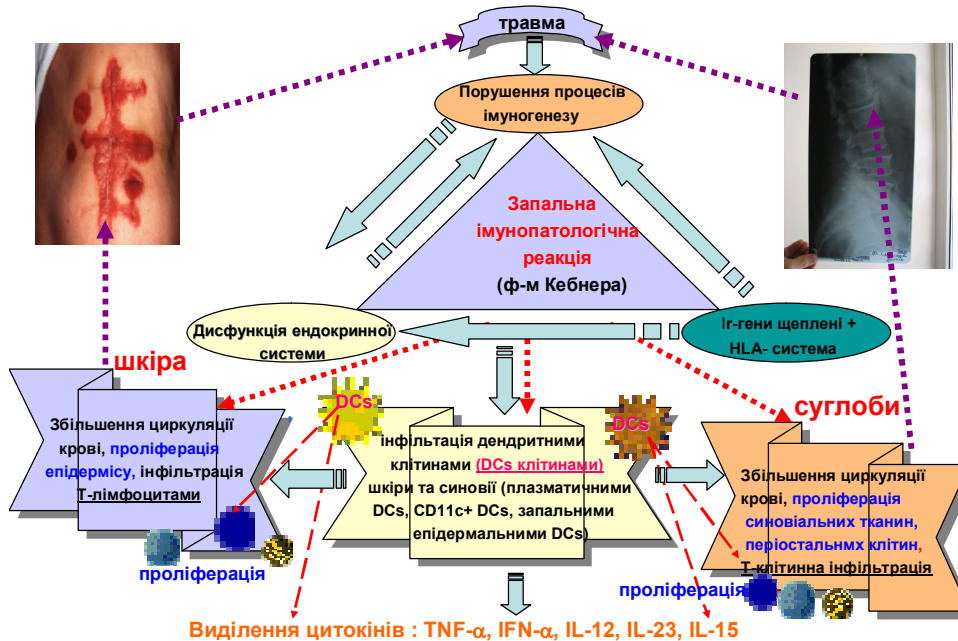 травма
Порушення процесів
імуногенезу
Запальна
імунопатологічна
реакція
(ф-м Кебнера)
Дисфункція ендокринної
системи
Ir-гени щеплені +
HLA- система
шкіра
суглоби
Збільшення циркуляції
крові, проліферація
епідермісу, інфільтрація
Т-лімфоцитами
проліферація
DCs
DCs
інфільтація дендритними
клітинами (DCs клітинами)
шкіри та синовії (плазматичними
DCs, CD11c+ DCs, запальними
епідермальними DCs)
Збільшення циркуляції
крові, проліферація
синовіальних тканин,
періостальнмх клітин,
Т-клітинна інфільтрація
проліферація
Виділення цитокінів : TNF-α, IFN-α, IL-12, IL-23, IL-15